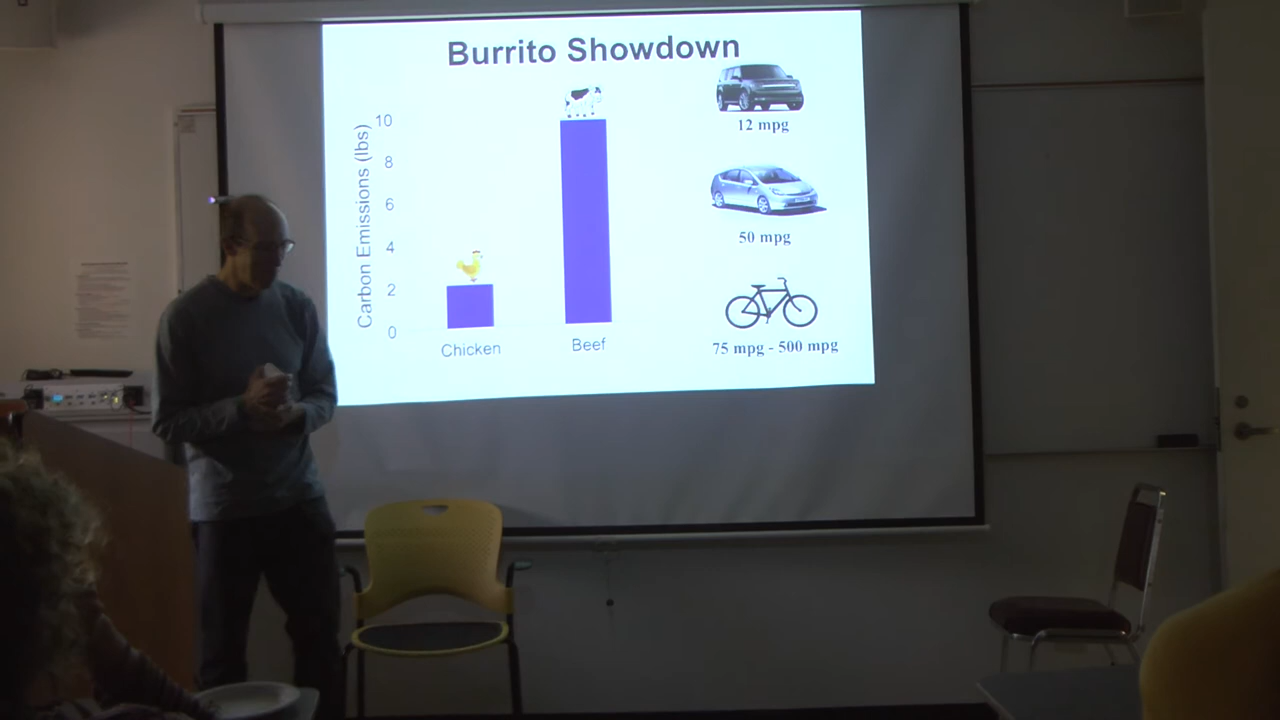 Burrito Showdown
Carbon Emissions (lbs)
10
8
6
4
2
0
Chicken
Beef
12 mpg
50 mpg
75 mpg - 500 mpg